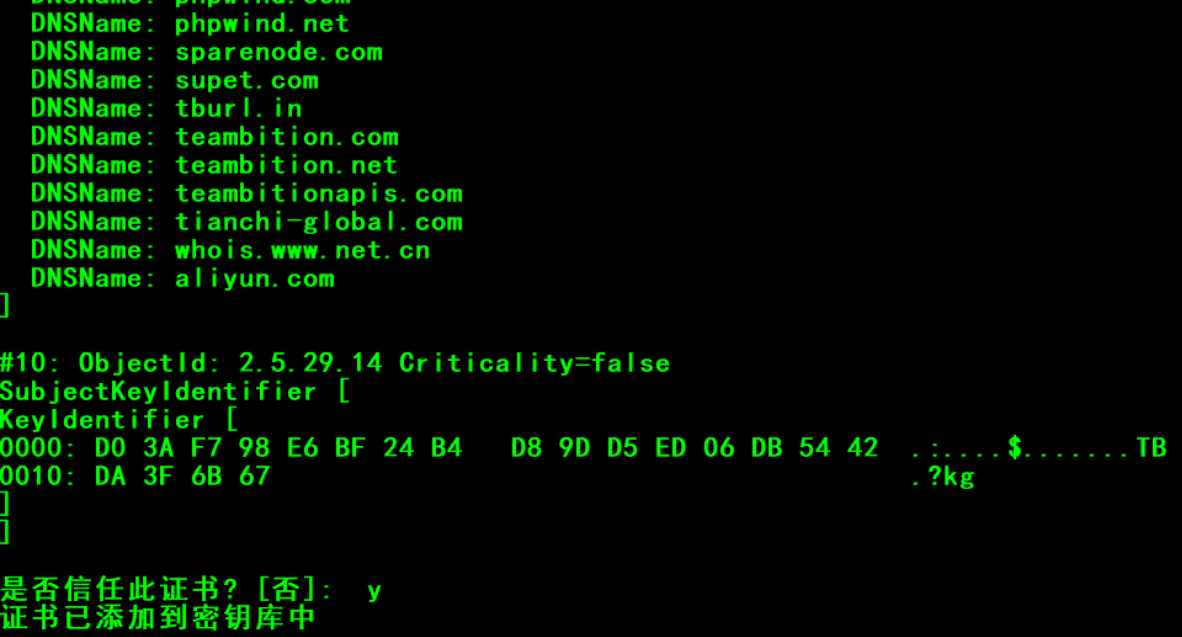 DNSName: phpwind.com
DNSName: phpwind.net
DNSName: sparenode.com
DNSName: supet.com
DNSName: tburl.in
DNSName: teambition.com
DNSName: teambition.net
DNSName: teambitionapis.com
DNSName: tianchi-global.com
DNSName: whois.www.net.cn
DNSName: aliyun.com
]
#10: ObjectId: 2.5.29.14 Criticality=false
SubjectKeyIdentifier [
KeyIdentifier [
0000: D0 3A F7 98 E6 BF 24 B4   D8 9D D5 ED 06 DB 54 42  .:....$.......TB
0010: DA 3F 6B 67                                        .?kg
]
]
是否信任此证书? [否]:  y
证书已添加到密钥库中